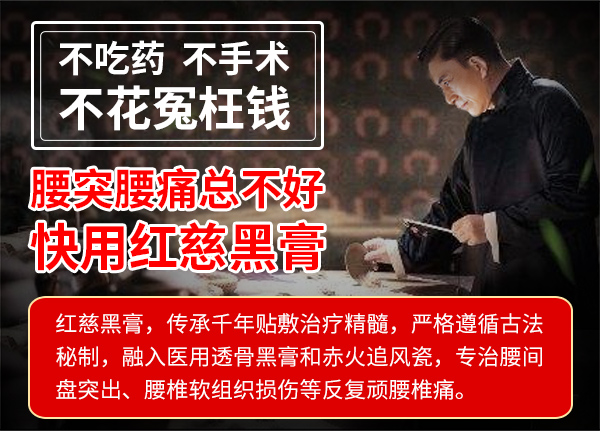 不吃药 不手术
不花冤枉钱
腰突腰痛总不好
快用红慈黑膏
红慈黑膏，传承千年贴敷治疗精髓，严格遵循古法
秘制，融入医用透骨黑膏和赤火追风瓷，专治腰间
盘突出、腰椎软组织损伤等反复顽腰椎痛。